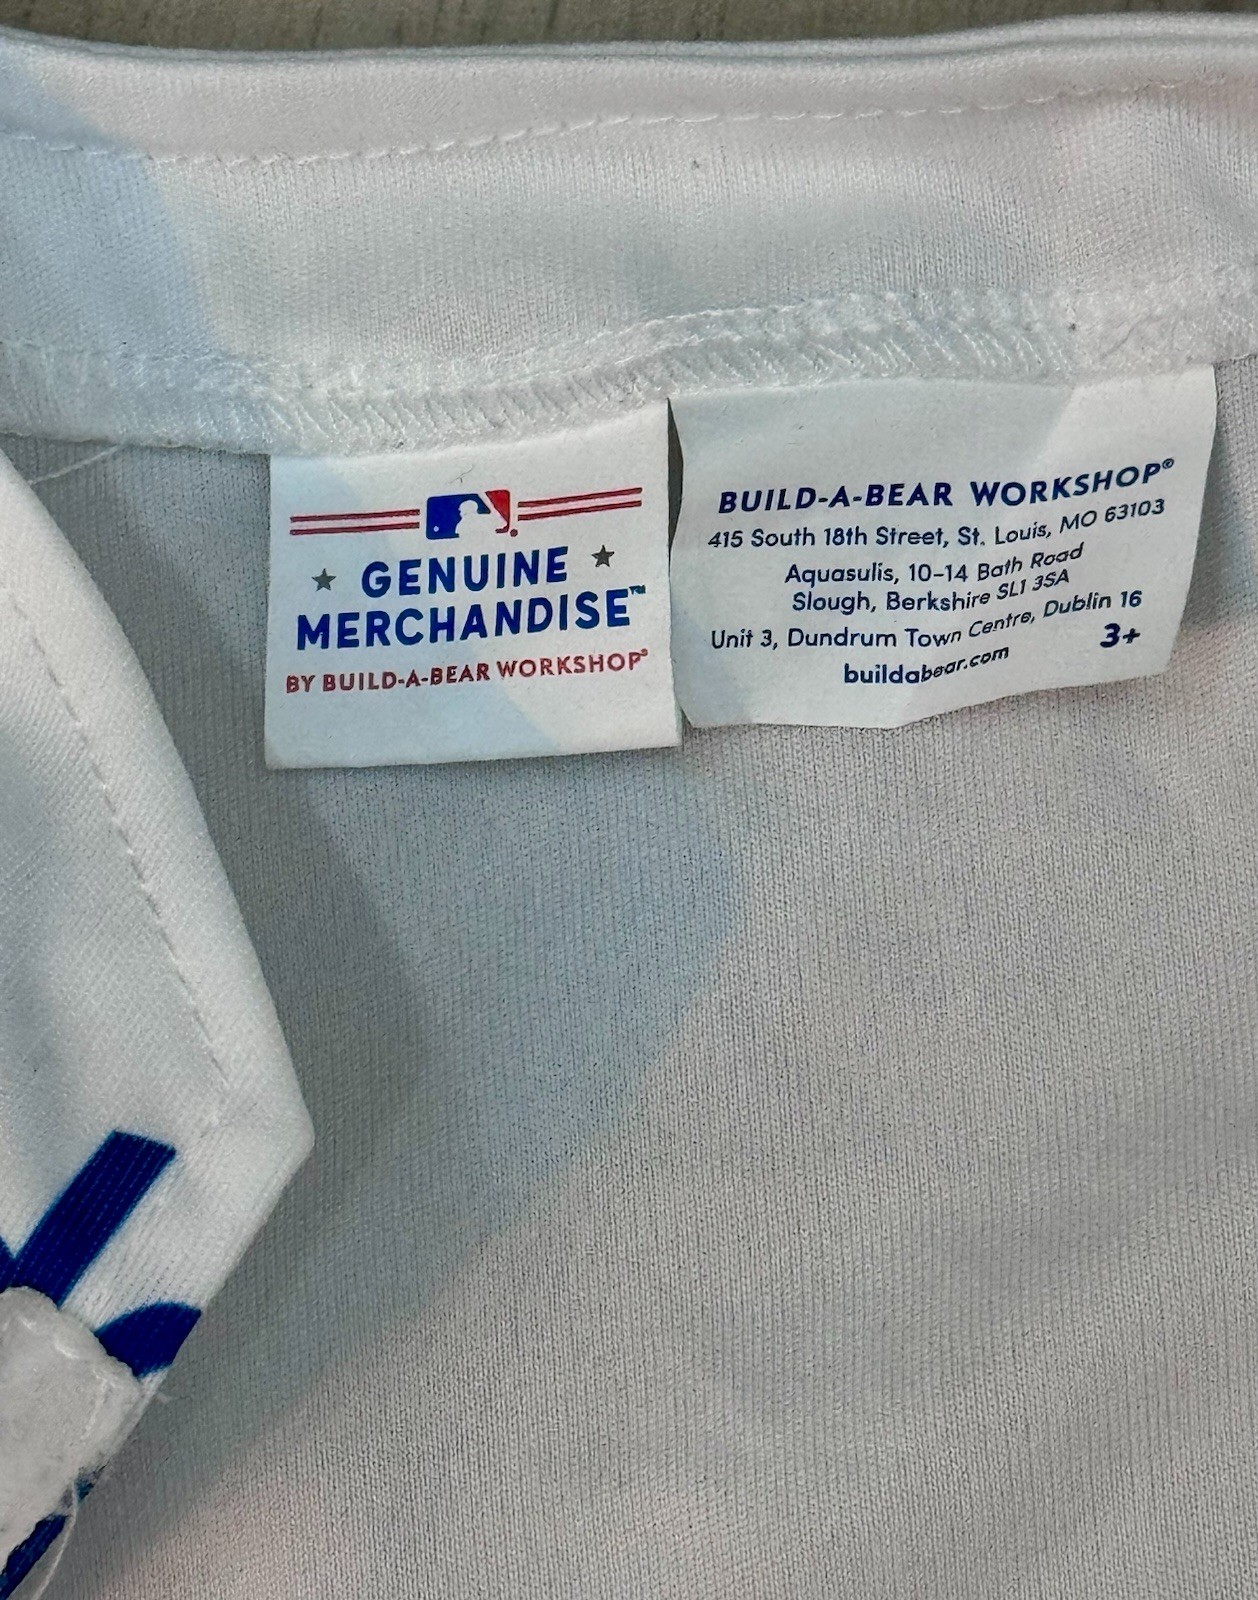 ★ GENUINE ★
MERCHANDISE™
BY BUILD-A-BEAR WORKSHOP®
BUILD-A-BEAR WORKSHOP®
415 South 18th Street, St. Louis, MO 63103
Aquasulis, 10-14 Bath Road
Slough, Berkshire SL1 3SA
Unit 3, Dundrum Town Centre, Dublin 16
buildabear.com 3+